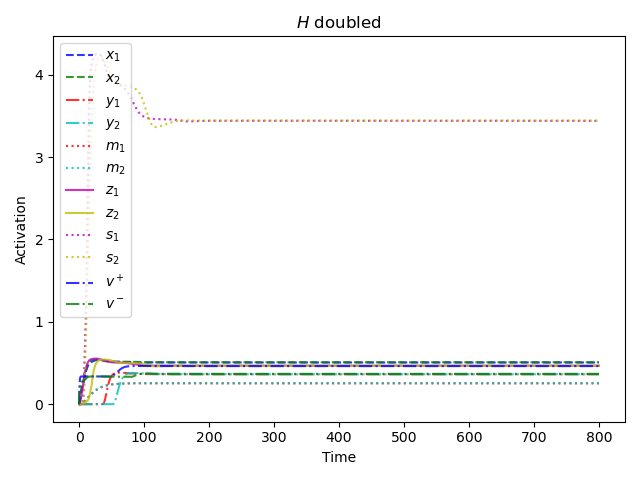 H doubled
x₁
x₂
y₁
y₂
m₁
m₂
z₁
z₂
s₁
s₂
v⁺
v⁻
Activation
4
3
2
1
0
0 100 200 300 400 500 600 700 800
Time